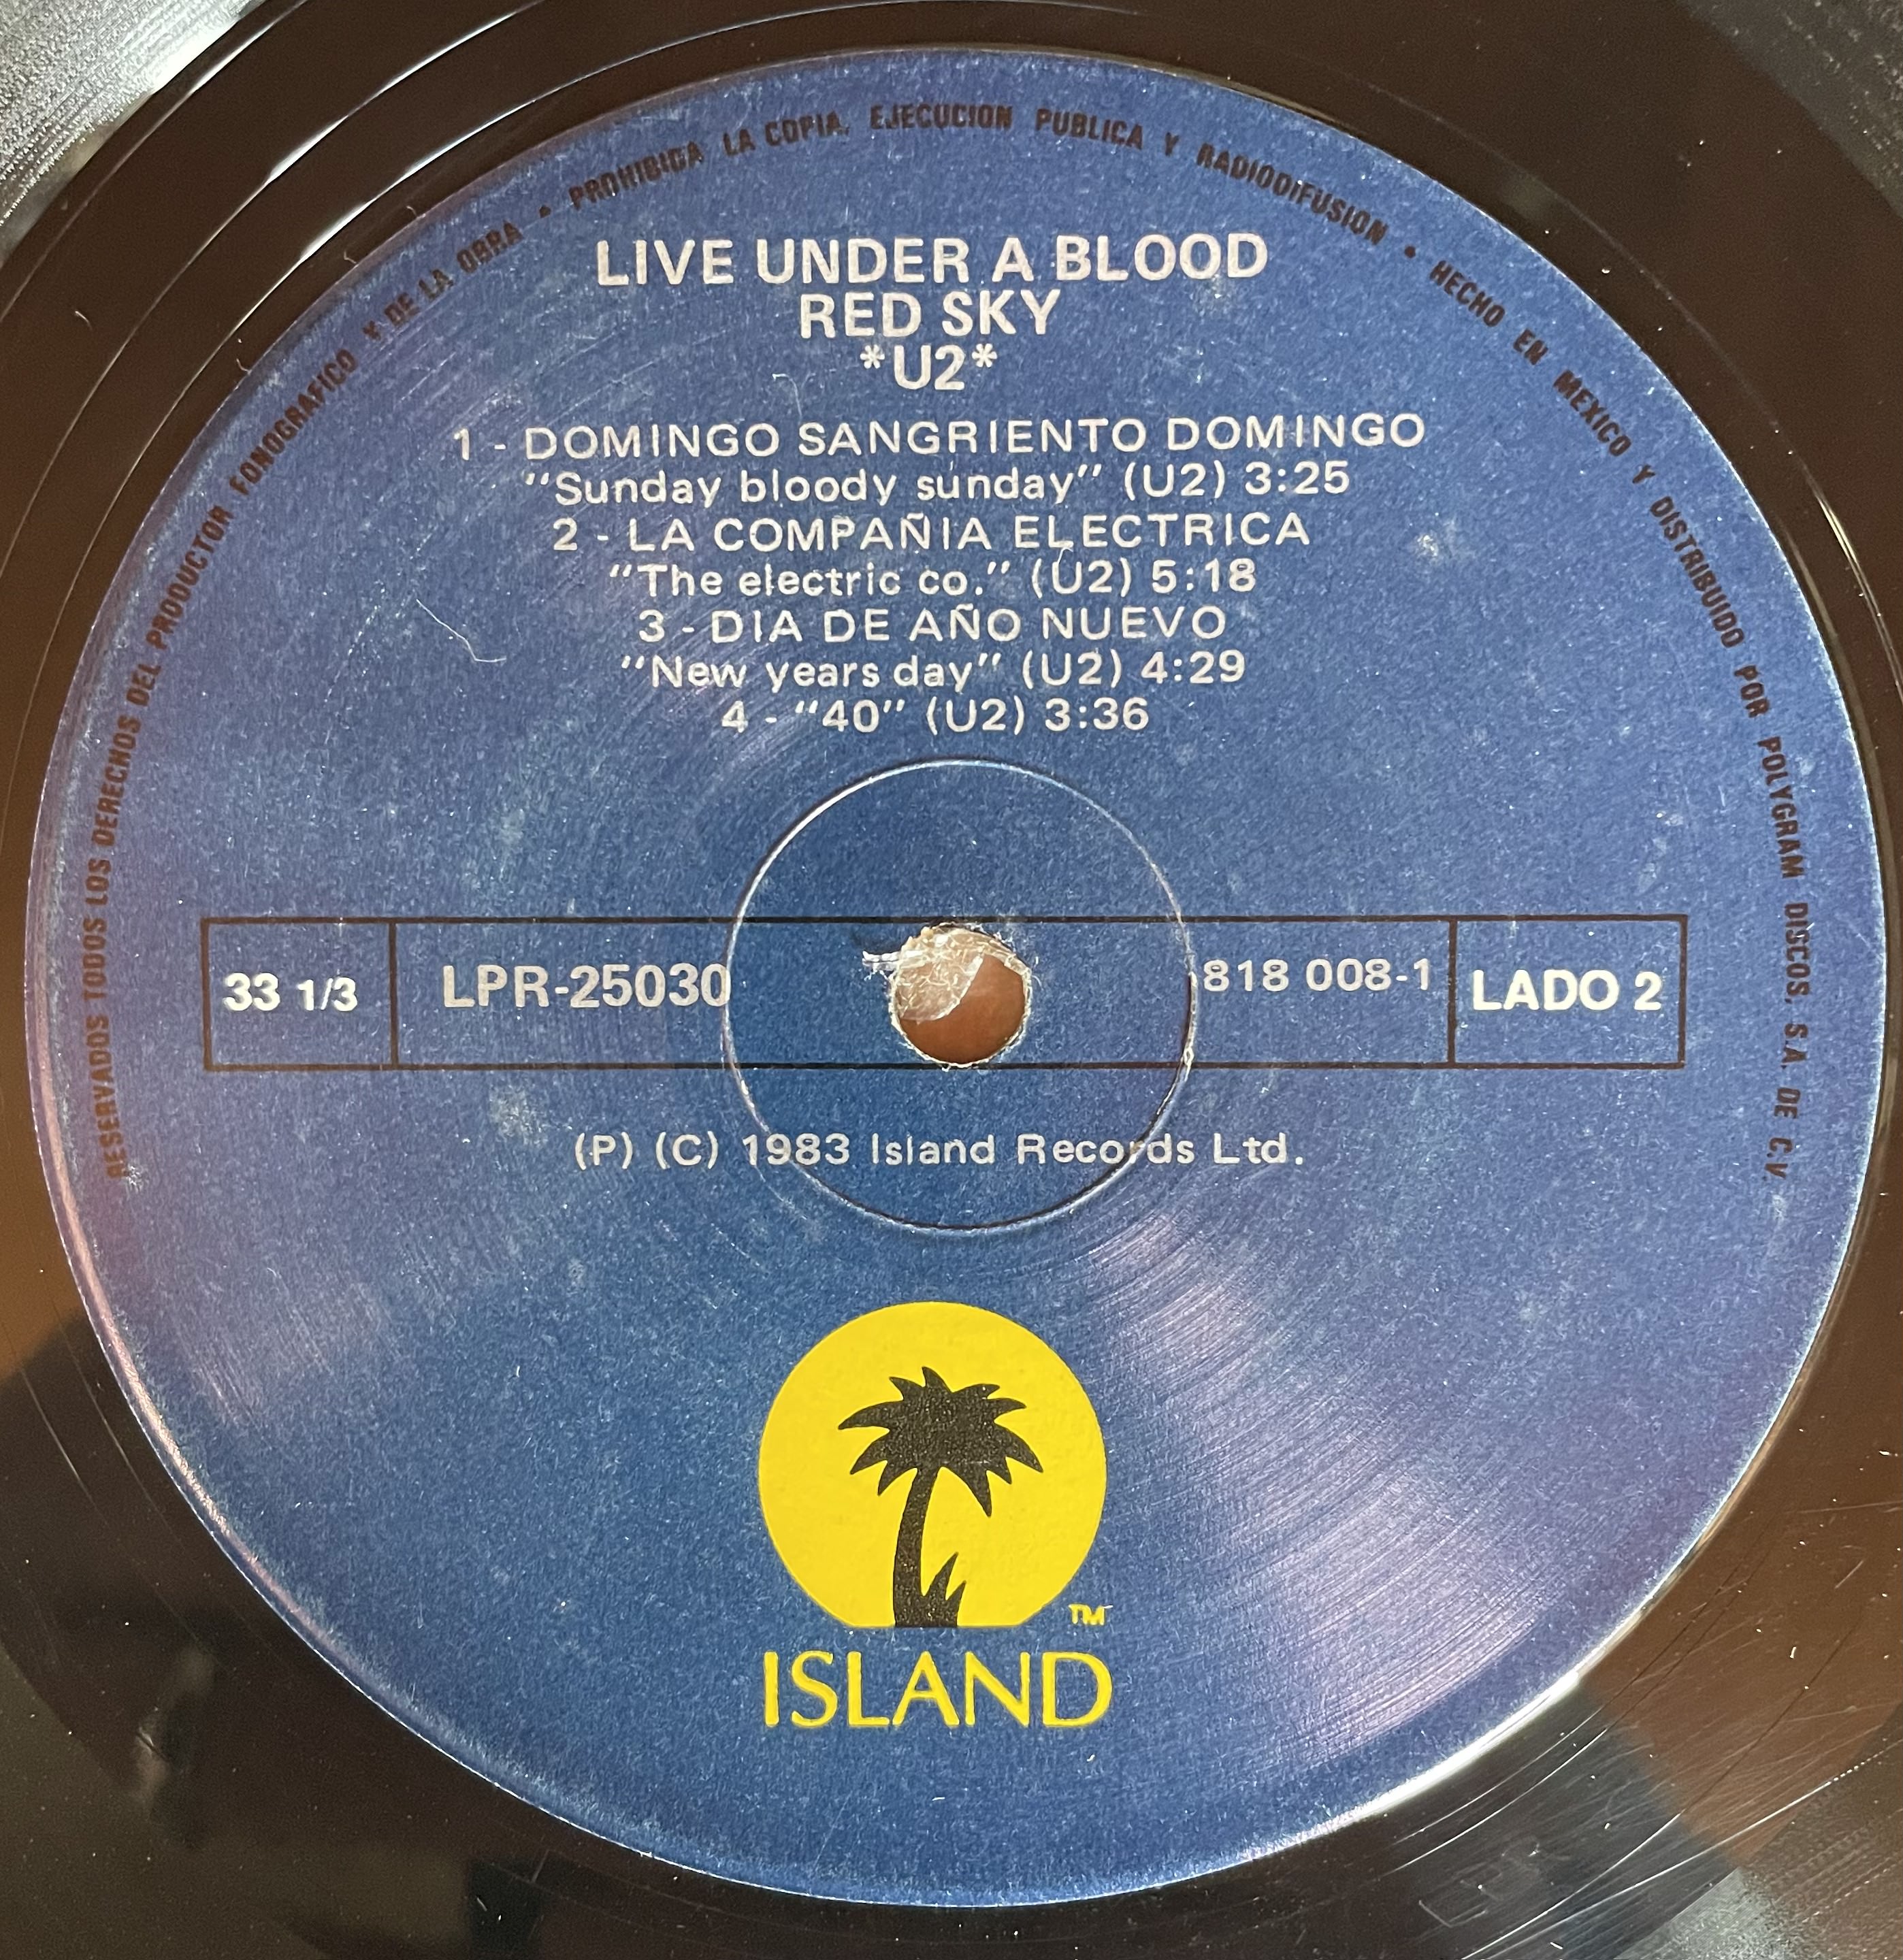 RESERVADOS TODOS LOS DERECHOS DEL PRODUCTOR FONOGRAFICO Y DE LA OBRA • PROHIBIDA LA COPIA, EJECUCION PUBLICA Y RADIODIFUSION • HECHO EN MEXICO Y DISTRIBUIDO POR POLYGRAM DISCOS, S.A. DE C.V.
LIVE UNDER A BLOOD
RED SKY
*U2*
1 - DOMINGO SANGRIENTO DOMINGO
"Sunday bloody sunday" (U2) 3:25
2 - LA COMPAÑIA ELECTRICA
"The electric co." (U2) 5:18
3 - DIA DE AÑO NUEVO
"New years day" (U2) 4:29
4 - "40" (U2) 3:36
33 1/3 LPR-25030 818 008-1 LADO 2
(P) (C) 1983 Island Records Ltd.
TM
ISLAND